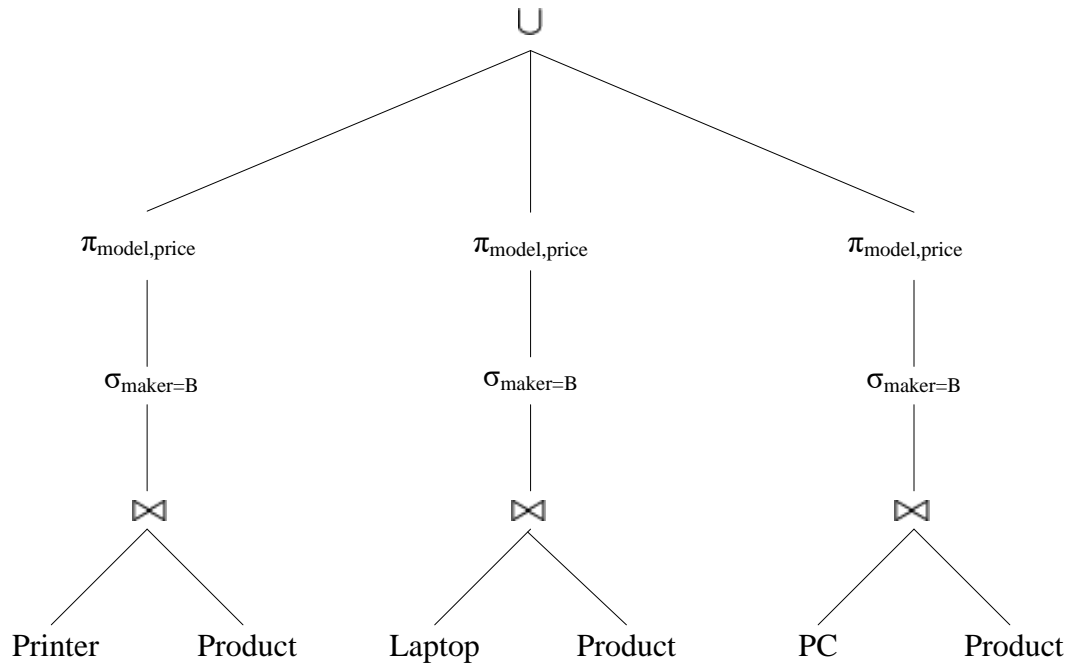 ∪
πmodel,price πmodel,price πmodel,price
σmaker=B σmaker=B σmaker=B
⋈ ⋈ ⋈
Printer Product Laptop Product PC Product